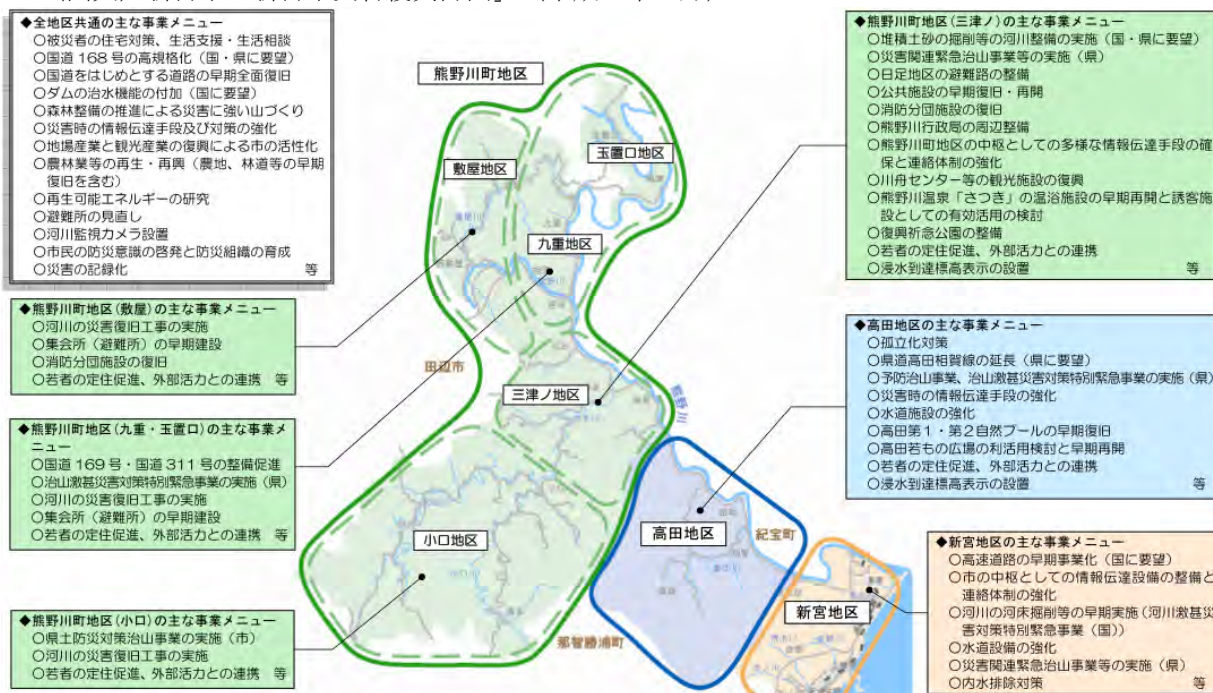 ◆全地区共通の主な事業メニュー
○被災者の住宅対策、生活支援・生活相談
○国道168号の高規格化（国・県に要望）
○国道をはじめとする道路の早期全面復旧
○ダムの治水機能の付加（国に要望）
○森林整備の推進による災害に強い山づくり
○災害時の情報伝達手段及び対策の強化
○地場産業と観光産業の復興による市の活性化
○農林業等の再生・再興（農地、林道等の早期
復旧を含む）
○再生可能エネルギーの研究
○避難所の見直し
○河川監視カメラ設置
○市民の防災意識の啓発と防災組織の育成
○災害の記録化 等
◆熊野川町地区(敷屋)の主な事業メニュー
○河川の災害復旧工事の実施
○集会所（避難所）の早期建設
○消防分団施設の復旧
○若者の定住促進、外部活力との連携 等
◆熊野川町地区(九重・玉置口)の主な事業メ
ニュー
○国道169号・国道311号の整備促進
○治山激甚災害対策特別緊急事業の実施（県）
○河川の災害復旧工事の実施
○集会所（避難所）の早期建設
○若者の定住促進、外部活力との連携 等
◆熊野川町地区(小口)の主な事業メニュー
○県土防災対策治山事業の実施（市）
○河川の災害復旧工事の実施
○若者の定住促進、外部活力との連携 等
熊野川町地区
敷屋地区
玉置口地区
九重地区
田辺市
三津ノ地区
熊野川
小口地区
那智勝浦町
高田地区
紀宝町
新宮地区
◆熊野川町地区(三津ノ)の主な事業メニュー
○堆積土砂の掘削等の河川整備の実施（国・県に要望）
○災害関連緊急治山事業等の実施（県）
○日足地区の避難路の整備
○公共施設の早期復旧・再開
○消防分団施設の復旧
○熊野川行政局の周辺整備
○熊野川町地区の中枢としての多様な情報伝達手段の確
保と連絡体制の強化
○川舟センター等の観光施設の復興
○熊野川温泉「さつき」の温浴施設の早期再開と誘客施
設としての有効活用の検討
○復興祈念公園の整備
○若者の定住促進、外部活力との連携
○浸水到達標高表示の設置 等
◆高田地区の主な事業メニュー
○孤立化対策
○県道高田相賀線の延長（県に要望）
○予防治山事業、治山激甚災害対策特別緊急事業の実施（県）
○災害時の情報伝達手段の強化
○水道施設の強化
○高田第1・第2自然プールの早期復旧
○高田若もの広場の利活用検討と早期再開
○若者の定住促進、外部活力との連携
○浸水到達標高表示の設置 等
◆新宮地区の主な事業メニュー
○高速道路の早期事業化（国に要望）
○市の中枢としての情報伝達設備の整備と
連絡体制の強化
○河川の河床掘削等の早期実施（河川激甚災
害対策特別緊急事業（国））
○水道設備の強化
○災害関連緊急治山事業等の実施（県）
○内水排除対策 等